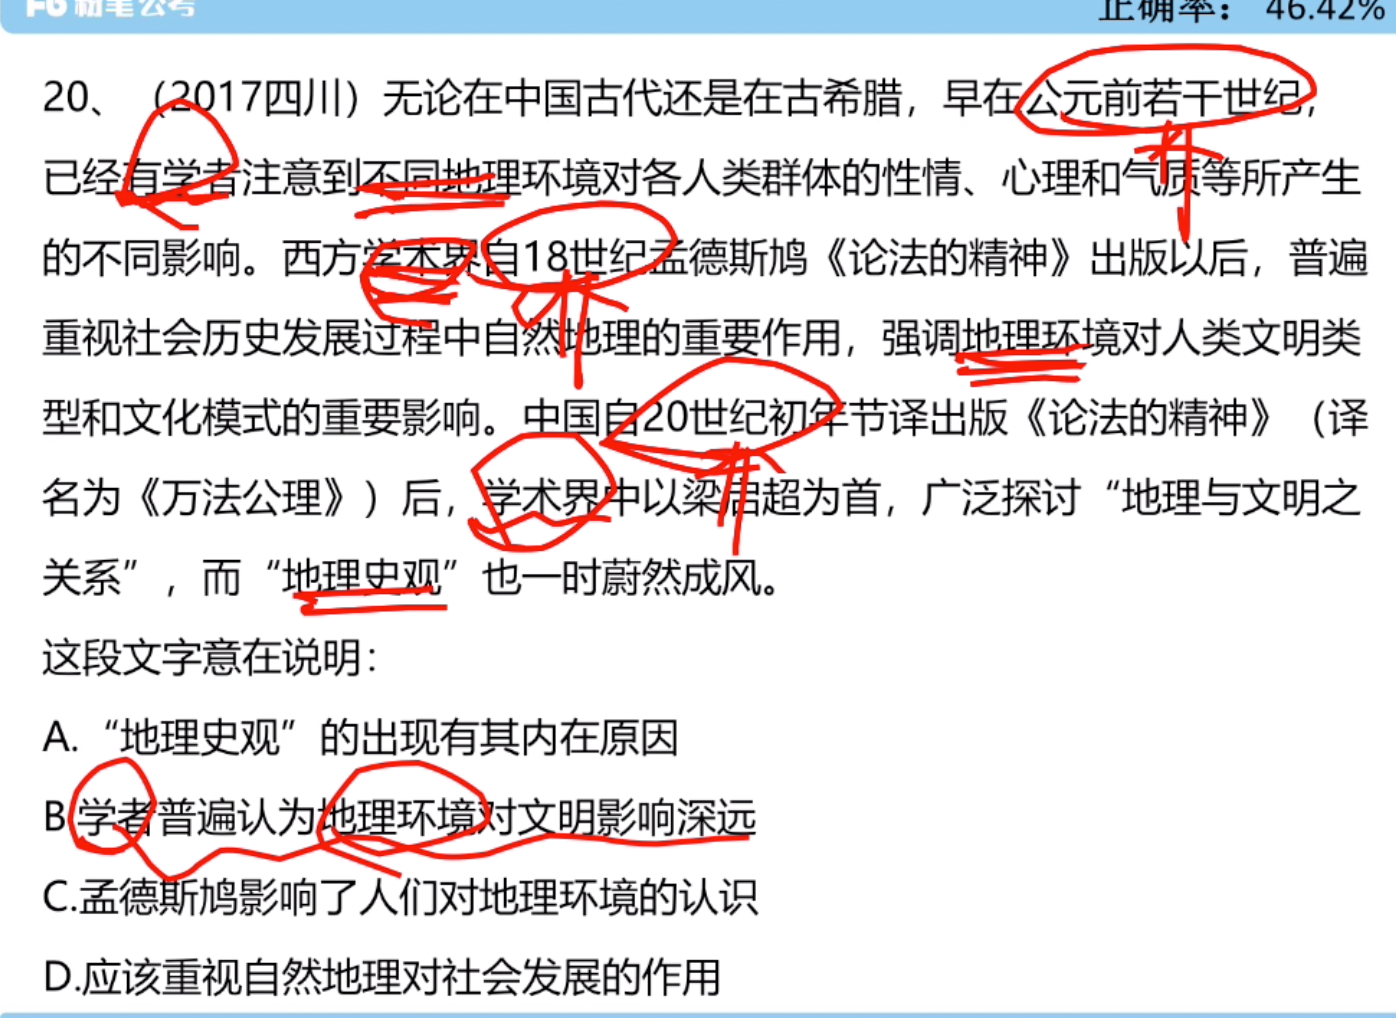 粉笔公考
正确率： 46.42%
20、（2017四川）无论在中国古代还是在古希腊，早在公元前若干世纪，
已经有学者注意到不同地理环境对各人类群体的性情、心理和气质等所产生
的不同影响。西方学术界自18世纪孟德斯鸠《论法的精神》出版以后，普遍
重视社会历史发展过程中自然地理的重要作用，强调地理环境对人类文明类
型和文化模式的重要影响。中国自20世纪初年节译出版《论法的精神》（译
名为《万法公理》）后，学术界中以梁启超为首，广泛探讨“地理与文明之
关系”，而“地理史观”也一时蔚然成风。
这段文字意在说明：
A.“地理史观”的出现有其内在原因
B.学者普遍认为地理环境对文明影响深远
C.孟德斯鸠影响了人们对地理环境的认识
D.应该重视自然地理对社会发展的作用